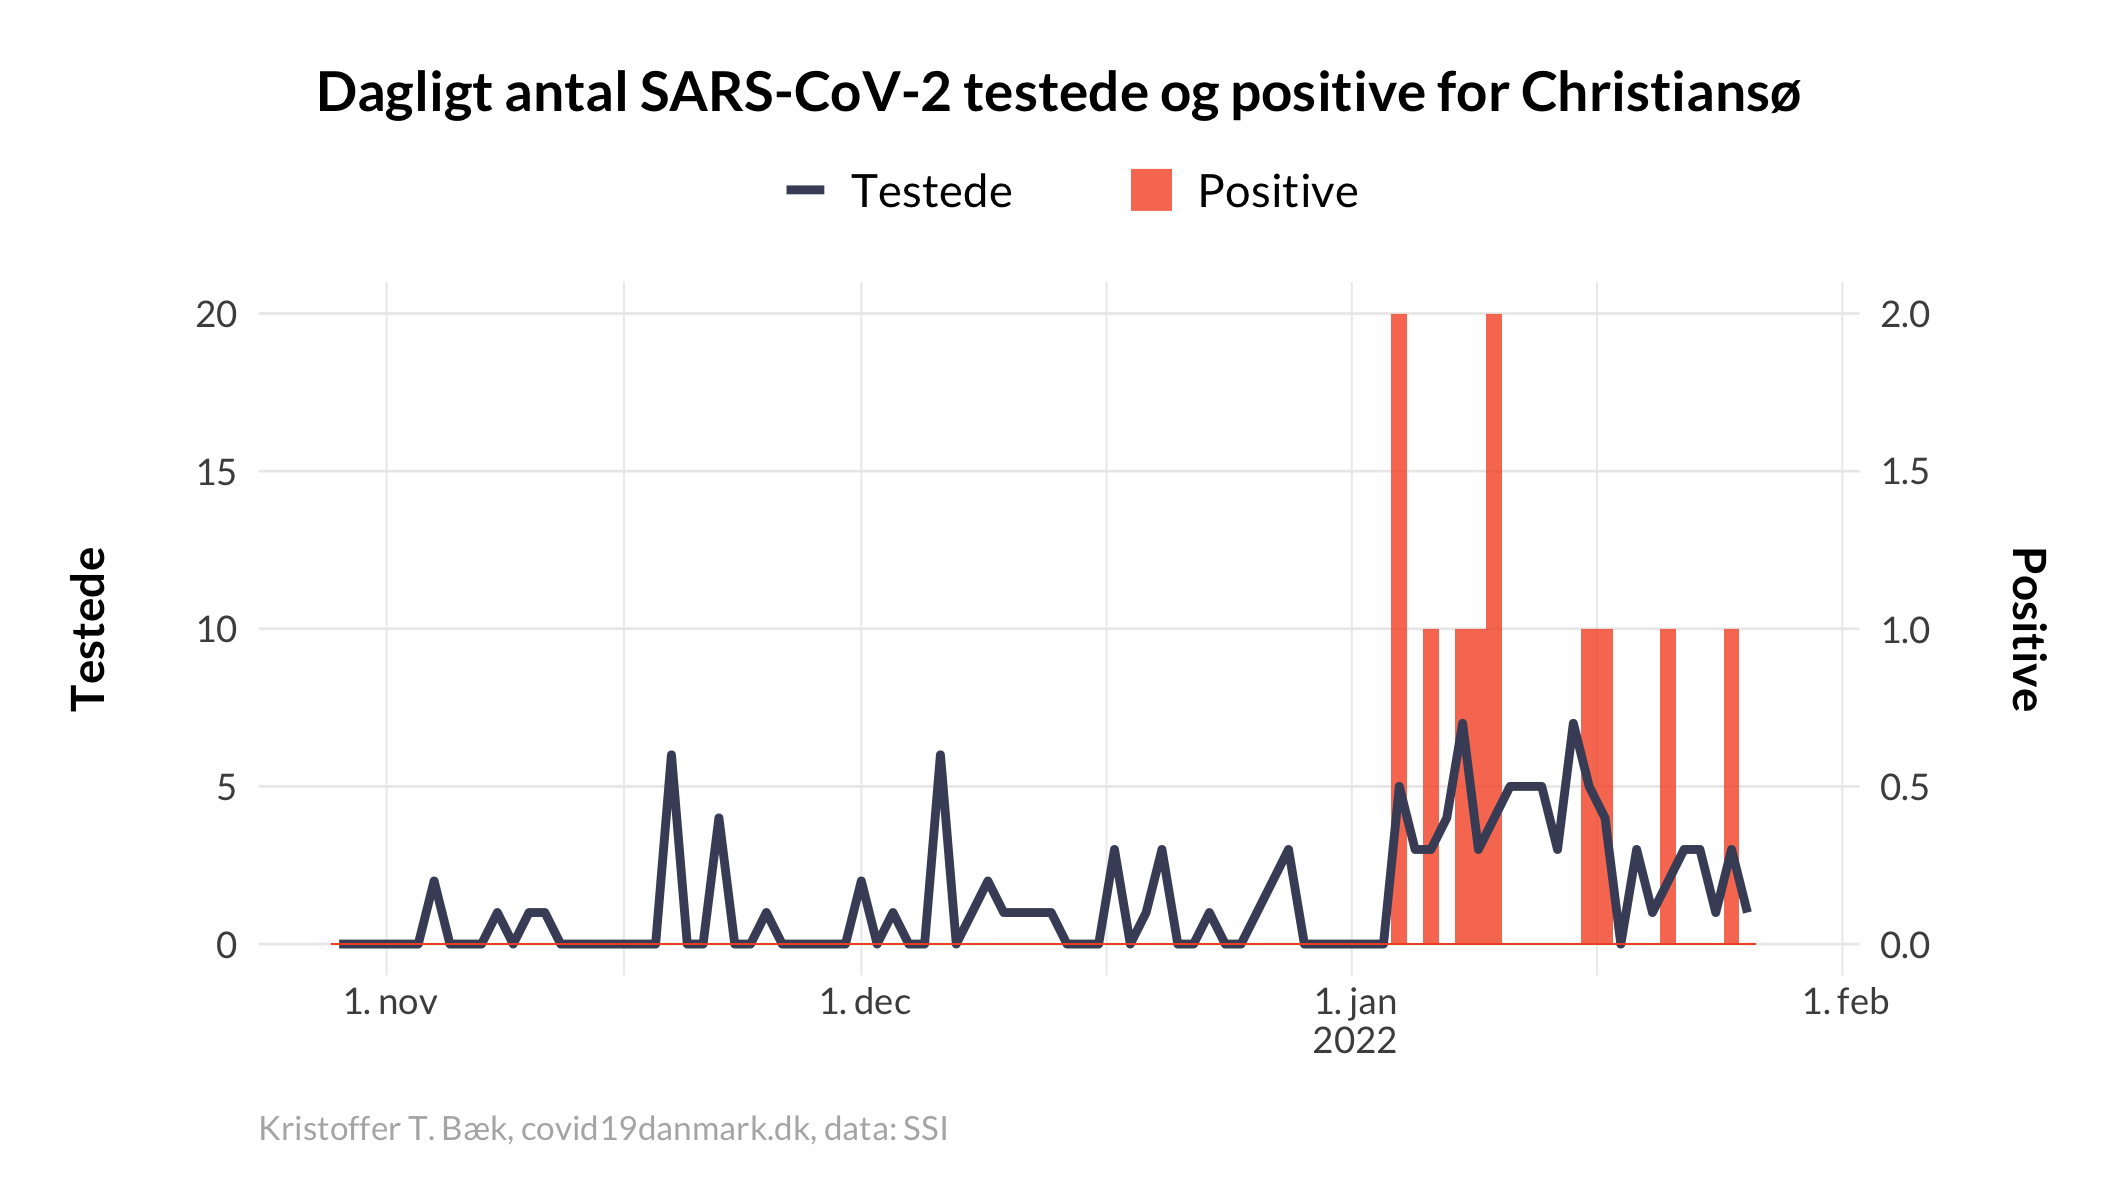 Dagligt antal SARS-CoV-2 testede og positive for Christiansø
Testede
Positive
20
15
10
5
0
2.0
1.5
1.0
0.5
0.0
Testede
Positive
1. nov
1. dec
1. jan
2022
1. feb
Kristoffer T. Bæk, covid19danmark.dk, data: SSI